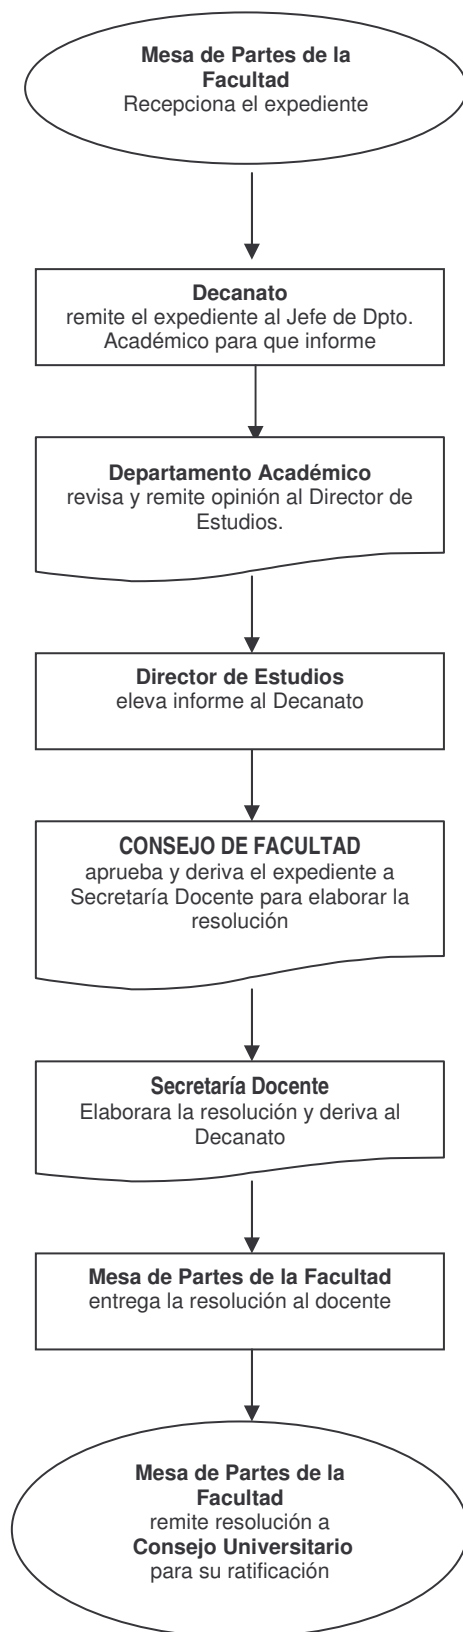 Mesa de Partes de la
Facultad
Recepciona el expediente
Decanato
remite el expediente al Jefe de Dpto.
Académico para que informe
Departamento Académico
revisa y remite opinión al Director de
Estudios.
Director de Estudios
eleva informe al Decanato
CONSEJO DE FACULTAD
aprueba y deriva el expediente a
Secretaría Docente para elaborar la
resolución
Secretaría Docente
Elaborara la resolución y deriva al
Decanato
Mesa de Partes de la Facultad
entrega la resolución al docente
Mesa de Partes de la
Facultad
remite resolución a
Consejo Universitario
para su ratificación